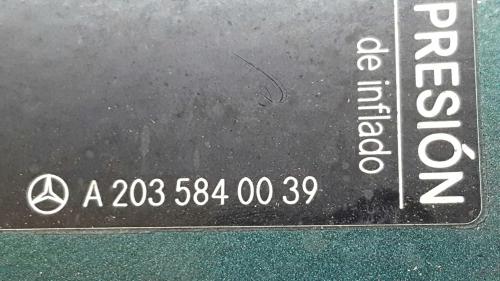 PRESIÓN
de inflado
A 203 584 00 39